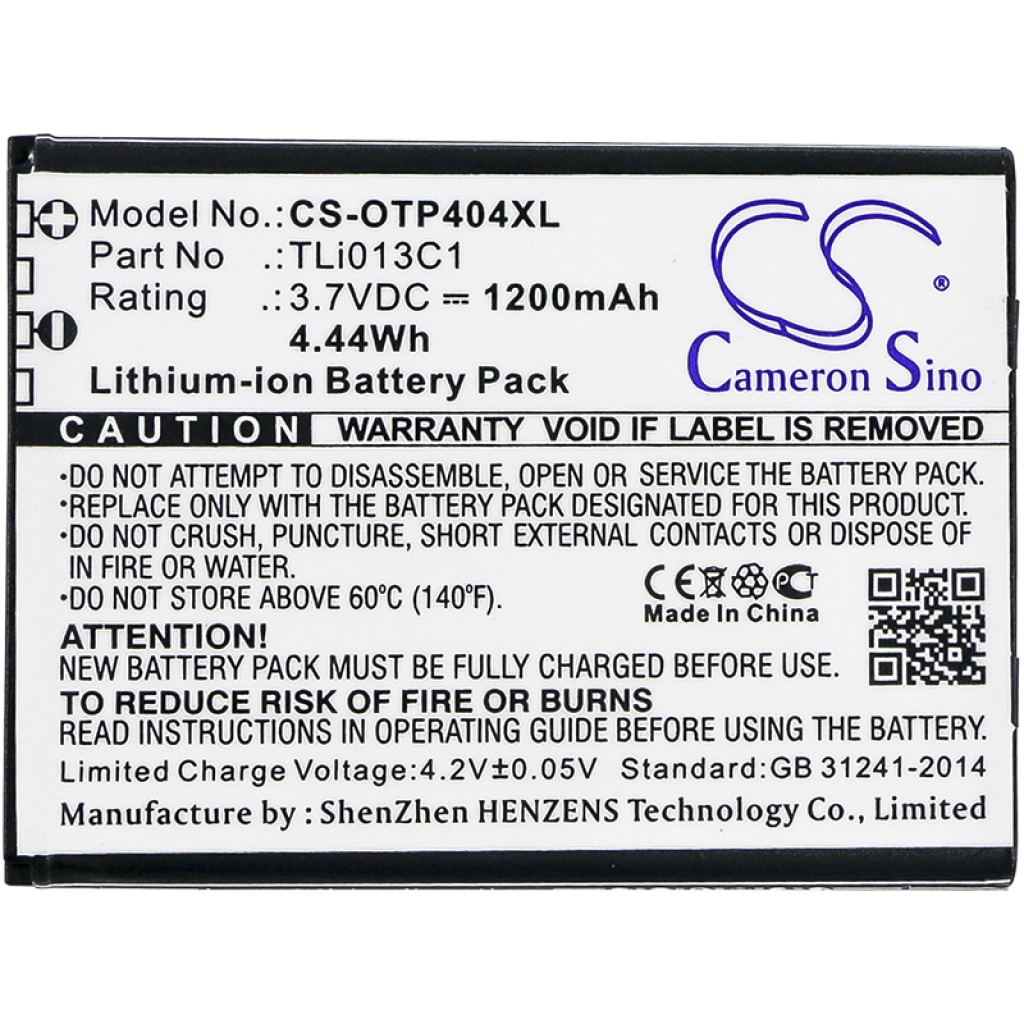 Model No.: CS-OTP404XL
Part No .: TLi013C1
Rating .: 3.7VDC ⎓ 1200mAh
4.44Wh
Lithium-ion Battery Pack
CS
®
Cameron Sino
CAUTION WARRANTY VOID IF LABEL IS REMOVED
•DO NOT ATTEMPT TO DISASSEMBLE, OPEN OR SERVICE THE BATTERY PACK.
•REPLACE ONLY WITH THE BATTERY PACK DESIGNATED FOR THIS PRODUCT.
•DO NOT CRUSH, PUNCTURE, SHORT EXTERNAL CONTACTS OR DISPOSE OF
IN FIRE OR WATER.
•DO NOT STORE ABOVE 60°C (140°F).
CE PCT
Made In China
ATTENTION!
NEW BATTERY PACK MUST BE FULLY CHARGED BEFORE USE.
TO REDUCE RISK OF FIRE OR BURNS
READ INSTRUCTIONS IN OPERATING GUIDE BEFORE USING THE BATTERY.
Limited Charge Voltage:4.2V±0.05V Standard:GB 31241-2014
Manufacture by : ShenZhen HENZENS Technology Co., Limited